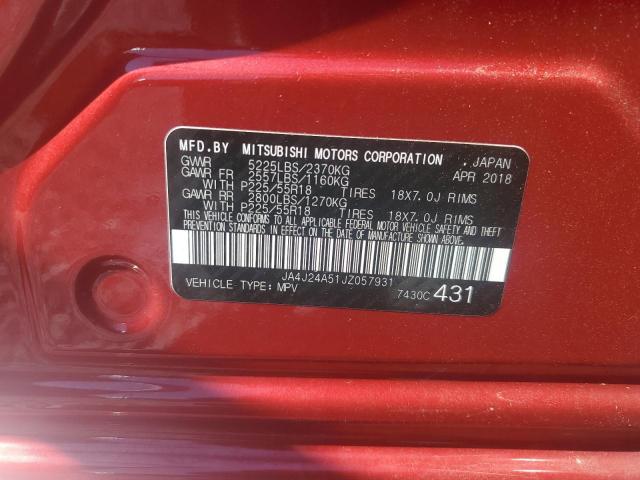 MFD.BY MITSUBISHI MOTORS CORPORATION , JAPAN
GVWR 5225LBS/2370KG APR 2018
GAWR FR 2557LBS/1160KG
WITH P225/55R18 TIRES 18X7.0J RIMS
GAWR RR 2800LBS/1270KG
WITH P225/55R18 TIRES 18X7.0J RIMS
THIS VEHICLE CONFORMS TO ALL APPLICABLE FEDERAL MOTOR VEHICLE SAFETY AND THEFT
PREVENTION STANDARDS IN EFFECT ON THE DATE OF MANUFACTURE SHOWN ABOVE.
JA4J24A51JZ057931
VEHICLE TYPE: MPV 7430C 431